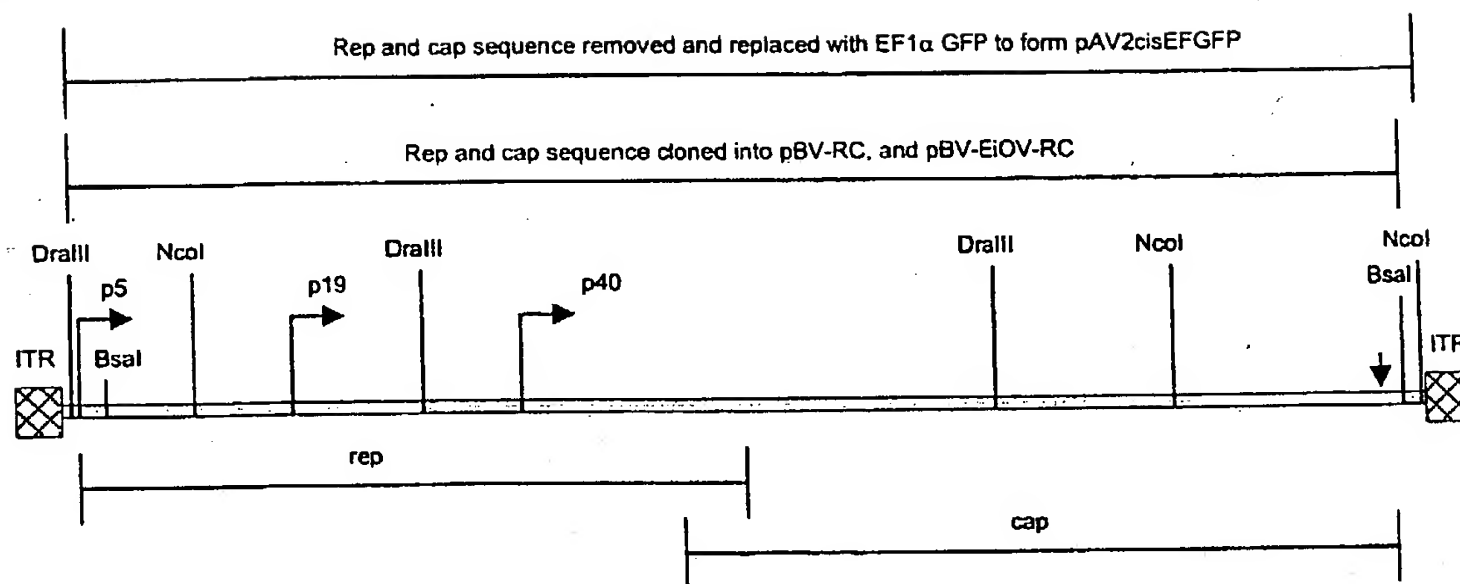 Rep and cap sequence removed and replaced with EF1α GFP to form pAV2cisEFGFP
Rep and cap sequence cloned into pBV-RC, and pBV-EiOV-RC
DraIII
NcoI
DraIII
DraIII
NcoI
NcoI
BsaI
p5
p19
p40
ITR
BsaI
ITR
rep
cap